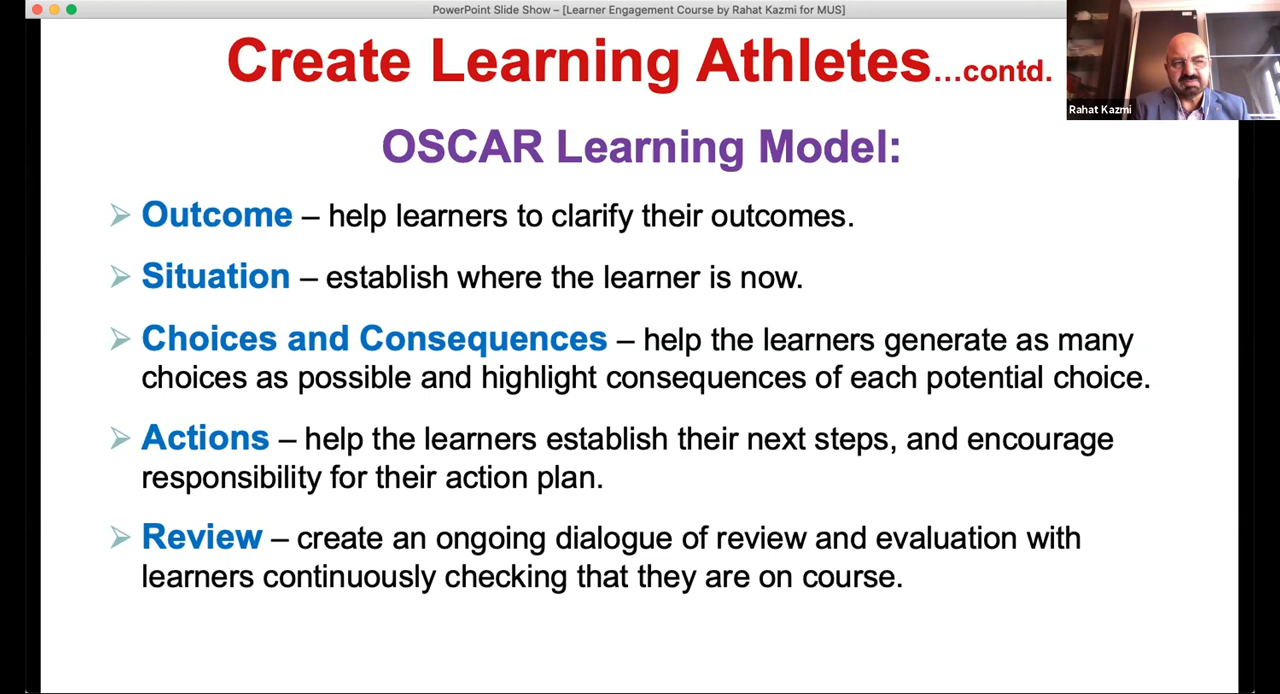 PowerPoint Slide Show – [Learner Engagement Course by Rahat Kazmi for MUS]
Create Learning Athletes...contd.
Rahat Kazmi
OSCAR Learning Model:
➢ Outcome – help learners to clarify their outcomes.
➢ Situation – establish where the learner is now.
➢ Choices and Consequences – help the learners generate as many
choices as possible and highlight consequences of each potential choice.
➢ Actions – help the learners establish their next steps, and encourage
responsibility for their action plan.
➢ Review – create an ongoing dialogue of review and evaluation with
learners continuously checking that they are on course.